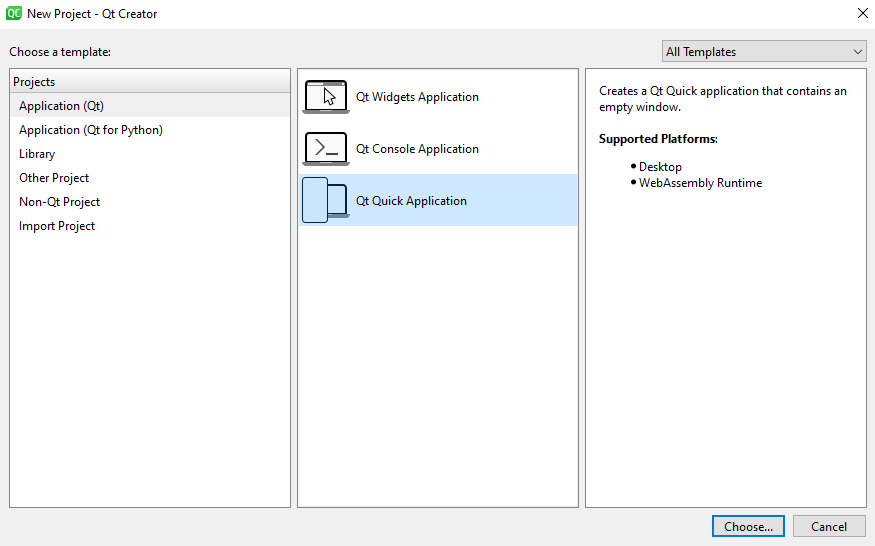 QC New Project - Qt Creator
Choose a template:
All Templates
Projects
Application (Qt)
Application (Qt for Python)
Library
Other Project
Non-Qt Project
Import Project
Qt Widgets Application
Qt Console Application
Qt Quick Application
Creates a Qt Quick application that contains an
empty window.
Supported Platforms:
• Desktop
• WebAssembly Runtime
Choose...
Cancel